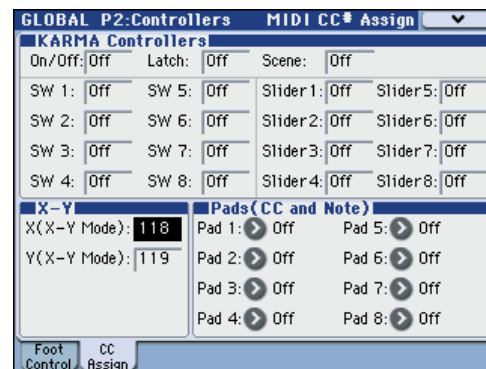 GLOBAL P2:Controllers MIDI CC# Assign
KARMA Controllers
On/Off: Off Latch: Off Scene: Off
SW 1: Off SW 5: Off Slider1: Off Slider5: Off
SW 2: Off SW 6: Off Slider2: Off Slider6: Off
SW 3: Off SW 7: Off Slider3: Off Slider7: Off
SW 4: Off SW 8: Off Slider4: Off Slider8: Off
X-Y Pads(CC and Note)
X(X-Y Mode): 118 Pad 1: Off Pad 5: Off
Y(X-Y Mode): 119 Pad 2: Off Pad 6: Off
Pad 3: Off Pad 7: Off
Pad 4: Off Pad 8: Off
Foot Control CC Assign